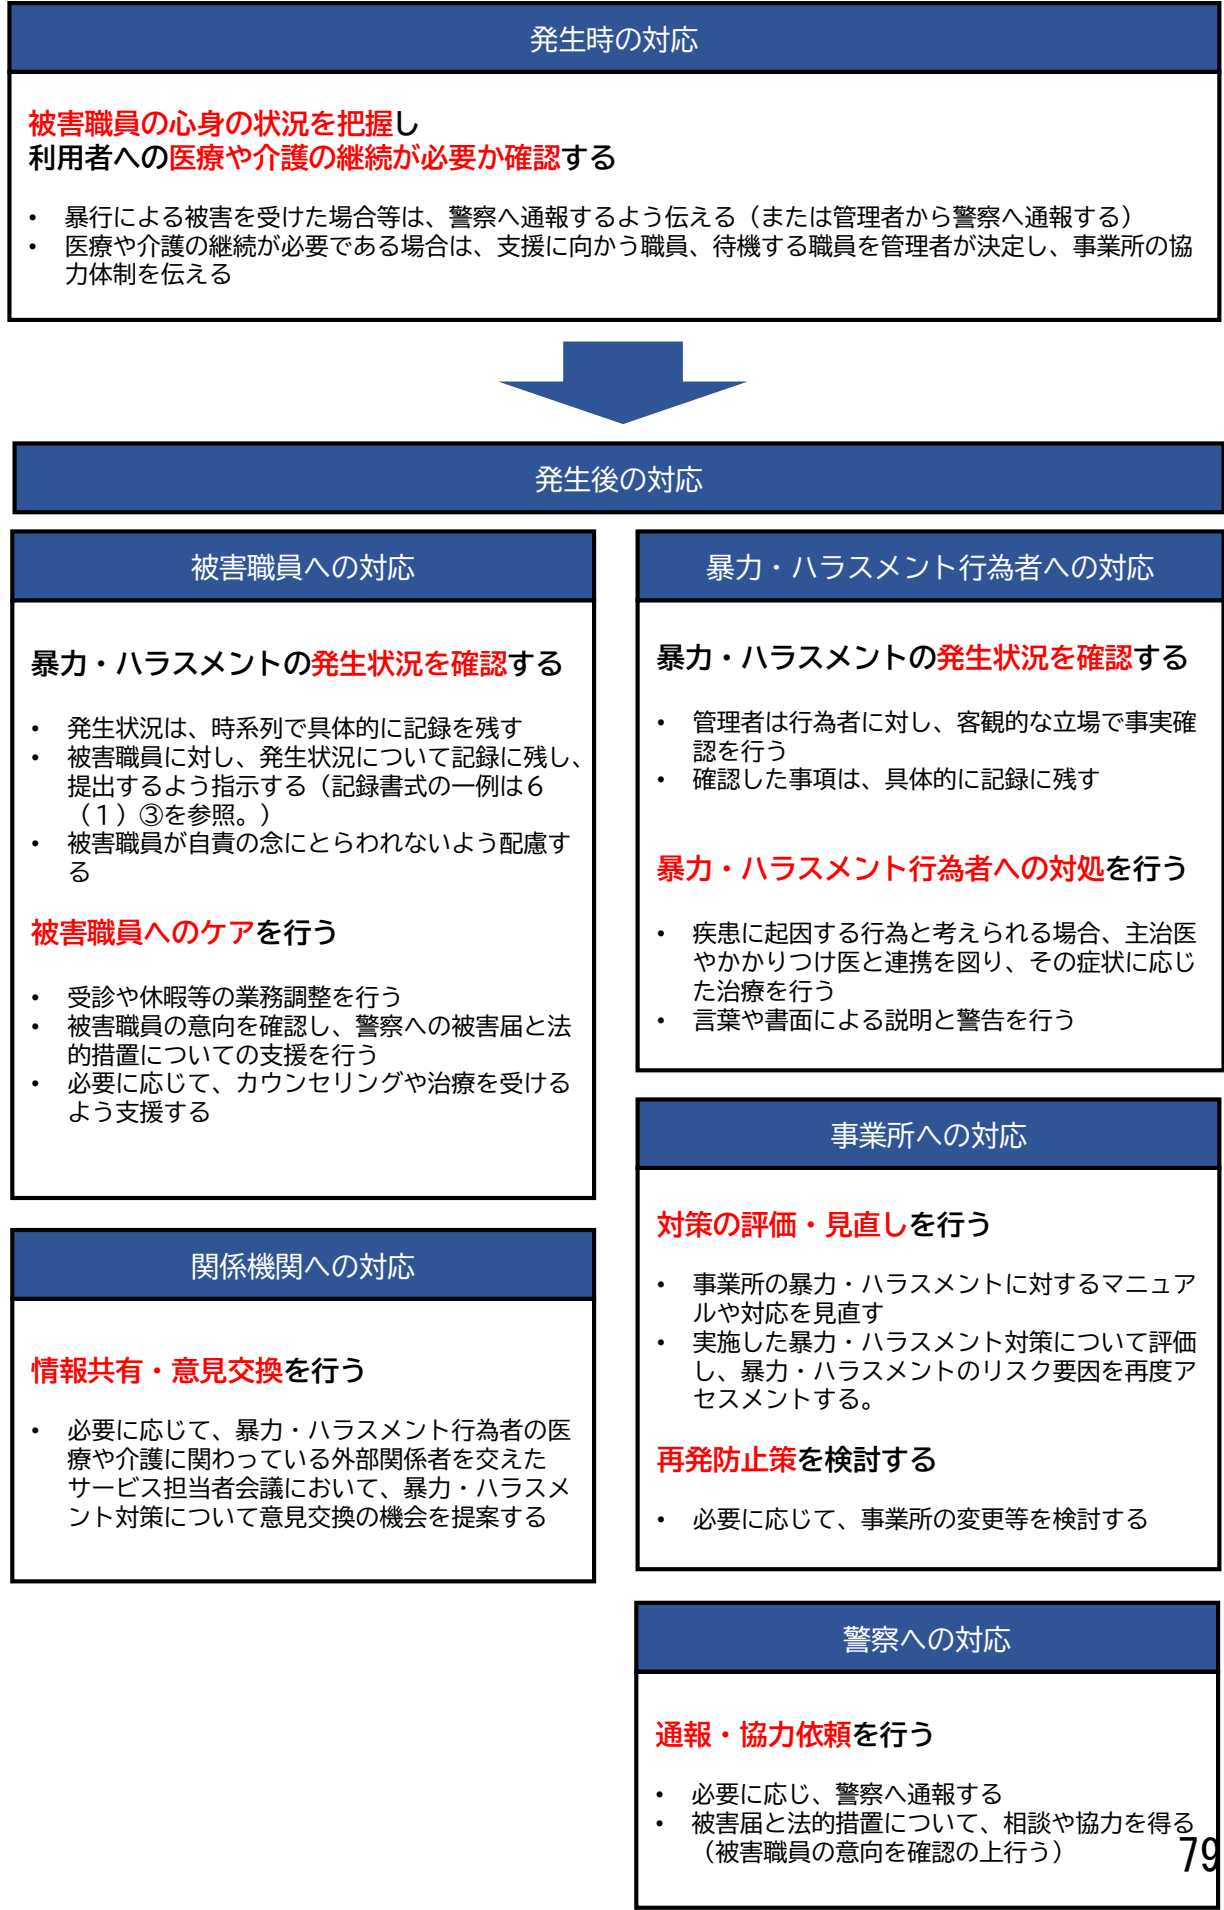 発生時の対応
被害職員の心身の状況を把握し
利用者への医療や介護の継続が必要か確認する
• 暴行による被害を受けた場合等は、警察へ通報するよう伝える（または管理者から警察へ通報する）
• 医療や介護の継続が必要である場合は、支援に向かう職員、待機する職員を管理者が決定し、事業所の協
力体制を伝える
発生後の対応
被害職員への対応
暴力・ハラスメントの発生状況を確認する
• 発生状況は、時系列で具体的に記録を残す
• 被害職員に対し、発生状況について記録に残し、
提出するよう指示する（記録書式の一例は６
（１）③を参照。）
• 被害職員が自責の念にとらわれないよう配慮す
る
被害職員へのケアを行う
• 受診や休暇等の業務調整を行う
• 被害職員の意向を確認し、警察への被害届と法
的措置についての支援を行う
• 必要に応じて、カウンセリングや治療を受ける
よう支援する
暴力・ハラスメント行為者への対応
暴力・ハラスメントの発生状況を確認する
• 管理者は行為者に対し、客観的な立場で事実確
認を行う
• 確認した事項は、具体的に記録に残す
暴力・ハラスメント行為者への対処を行う
• 疾患に起因する行為と考えられる場合、主治医
やかかりつけ医と連携を図り、その症状に応じ
た治療を行う
• 言葉や書面による説明と警告を行う
関係機関への対応
情報共有・意見交換を行う
• 必要に応じて、暴力・ハラスメント行為者の医
療や介護に関わっている外部関係者を交えた
サービス担当者会議において、暴力・ハラスメ
ント対策について意見交換の機会を提案する
事業所への対応
対策の評価・見直しを行う
• 事業所の暴力・ハラスメントに対するマニュア
ルや対応を見直す
• 実施した暴力・ハラスメント対策について評価
し、暴力・ハラスメントのリスク要因を再度ア
セスメントする。
再発防止策を検討する
• 必要に応じて、事業所の変更等を検討する
警察への対応
通報・協力依頼を行う
• 必要に応じ、警察へ通報する
• 被害届と法的措置について、相談や協力を得る
（被害職員の意向を確認の上行う）
79